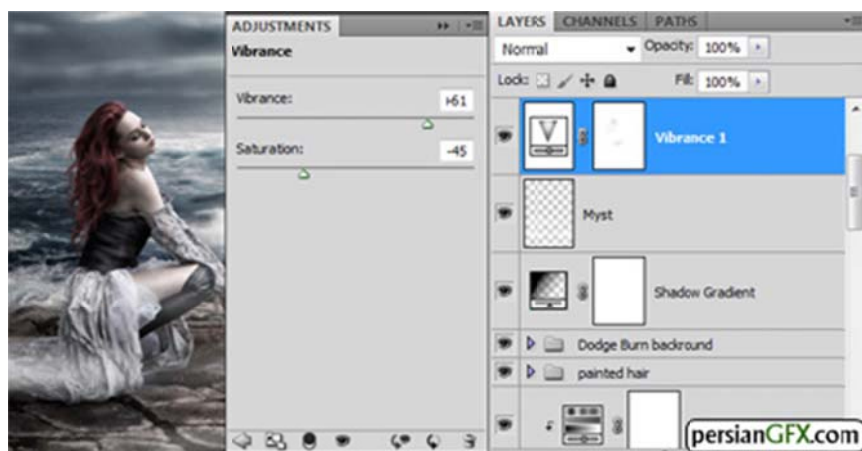 ADJUSTMENTS
Vibrance
Vibrance:
+61
Saturation:
-45
LAYERS CHANNELS PATHS
Normal Opacity: 100%
Lock: Fill: 100%
V Vibrance 1
Myst
Shadow Gradient
Dodge Burn backround
painted hair
persianGFX.com